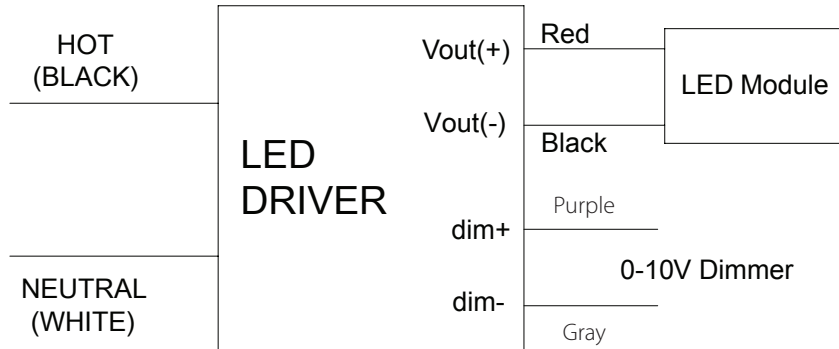 HOT
(BLACK)
NEUTRAL
(WHITE)
LED
DRIVER
Vout(+)
Vout(-)
dim+
dim-
Red
Black
Purple
Gray
LED Module
0-10V Dimmer